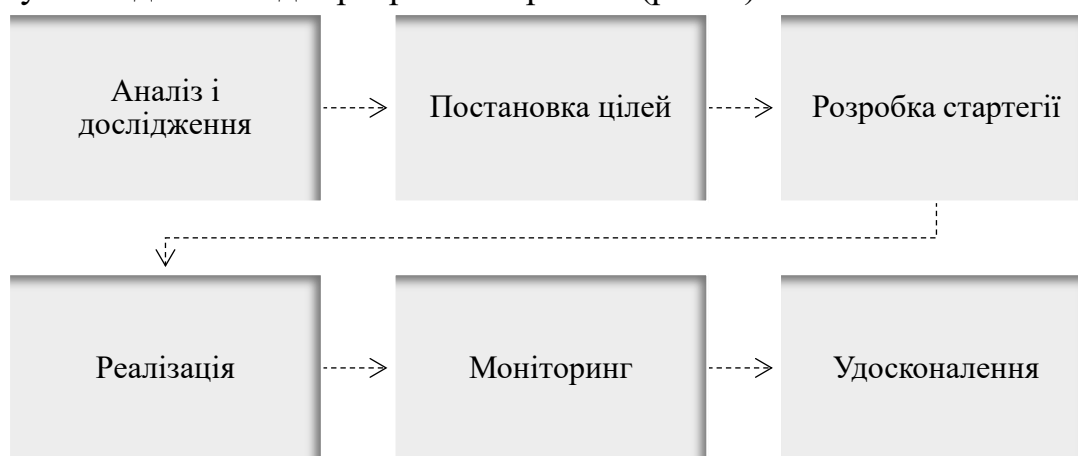 Аналіз і
дослідження
Постановка цілей
Розробка стартегії
Реалізація
Моніторинг
Удосконалення